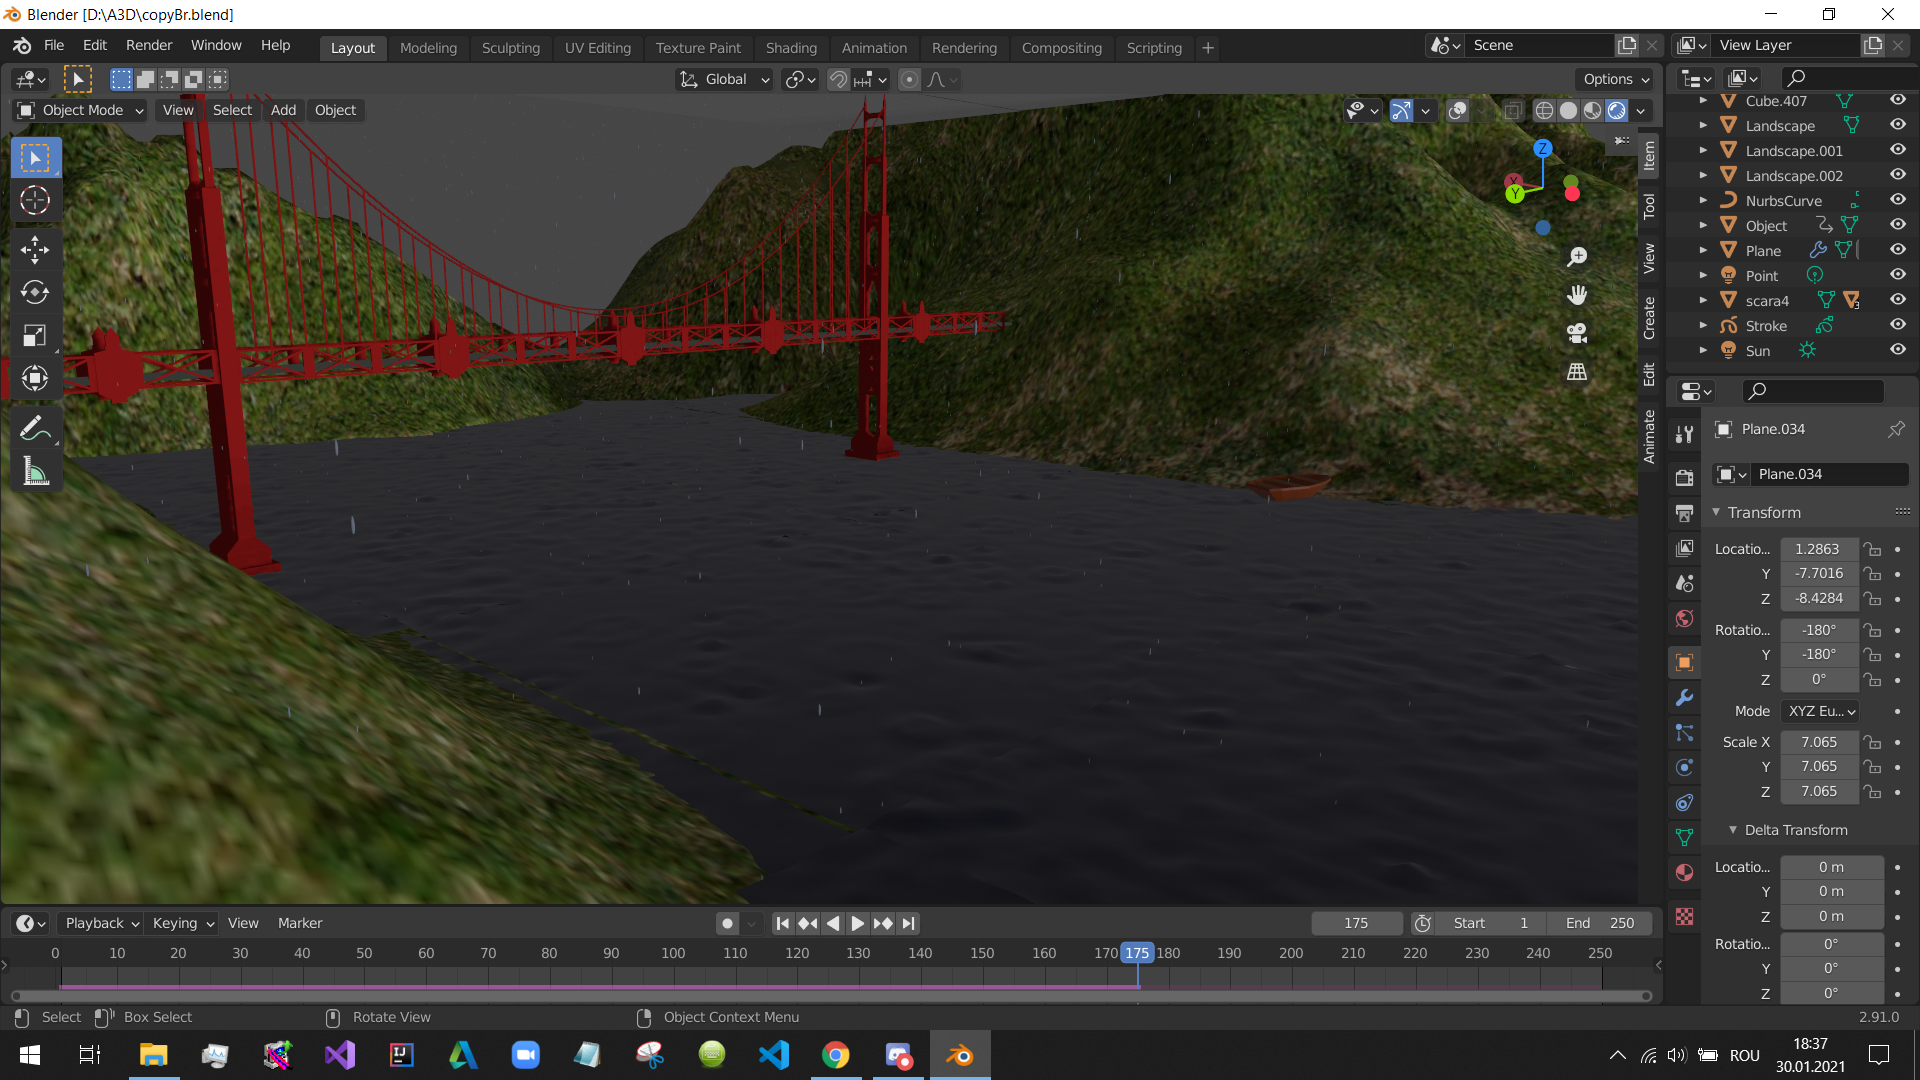 Blender [D:\A3D\copyBr.blend]
File Edit Render Window Help
Layout Modeling Sculpting UV Editing Texture Paint Shading Animation Rendering Compositing Scripting +
Scene
View Layer
Global
Options
Object Mode View Select Add Object
Item
Tool
View
Create
Edit
Animate
Z
Y
Cube.407
Landscape
Landscape.001
Landscape.002
NurbsCurve
Object
Plane
Point
scara4
3
Stroke
Sun
Plane.034
Plane.034
Transform
Locatio... 1.2863
Y -7.7016
Z -8.4284
Rotatio... -180°
Y -180°
Z 0°
Mode XYZ Eu...
Scale X 7.065
Y 7.065
Z 7.065
Delta Transform
Locatio... 0 m
Y 0 m
Z 0 m
Rotatio... 0°
Y 0°
Z 0°
Playback Keying View Marker
175 Start 1 End 250
0 10 20 30 40 50 60 70 80 90 100 110 120 130 140 150 160 170 175 180 190 200 210 220 230 240 250
Select Box Select Rotate View Object Context Menu
2.91.0
ROU
18:37
30.01.2021